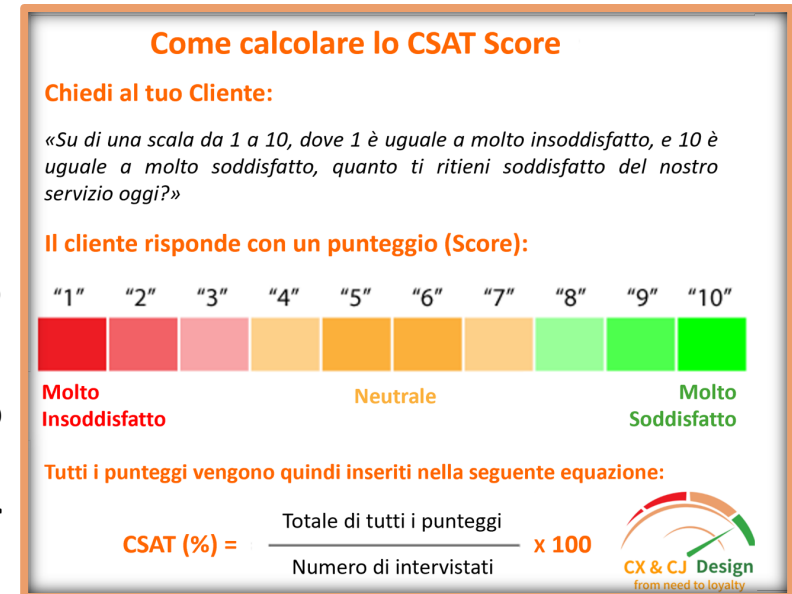 Come calcolare lo CSAT Score
Chiedi al tuo Cliente:
«Su di una scala da 1 a 10, dove 1 è uguale a molto insoddisfatto, e 10 è
uguale a molto soddisfatto, quanto ti ritieni soddisfatto del nostro
servizio oggi?»
Il cliente risponde con un punteggio (Score):
“1” “2” “3” “4” “5” “6” “7” “8” “9” “10”
Molto
Insoddisfatto
Neutrale
Molto
Soddisfatto
Tutti i punteggi vengono quindi inseriti nella seguente equazione:
Totale di tutti i punteggi
CSAT (%) = x 100
Numero di intervistati
CX & CJ Design
from need to loyalty